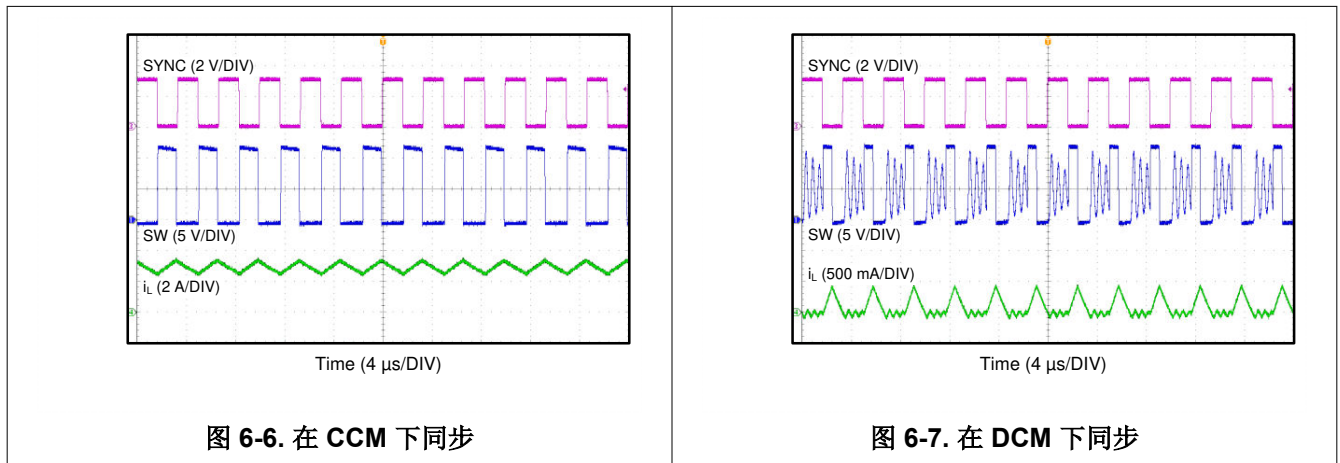 SYNC (2 V/DIV)
SW (5 V/DIV)
iL (2 A/DIV)
Time (4 µs/DIV)
图 6-6. 在 CCM 下同步
SYNC (2 V/DIV)
SW (5 V/DIV)
iL (500 mA/DIV)
Time (4 µs/DIV)
图 6-7. 在 DCM 下同步